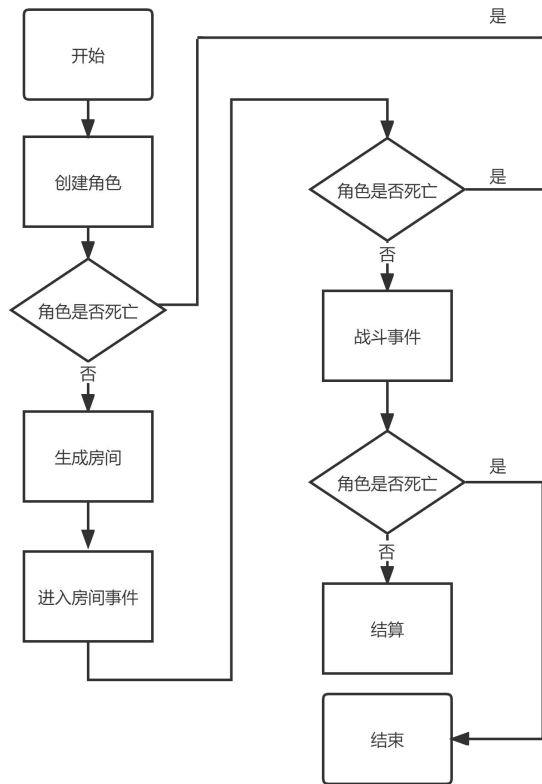 开始
创建角色
角色是否死亡
是
否
生成房间
进入房间事件
角色是否死亡
是
否
战斗事件
角色是否死亡
是
否
结算
结束